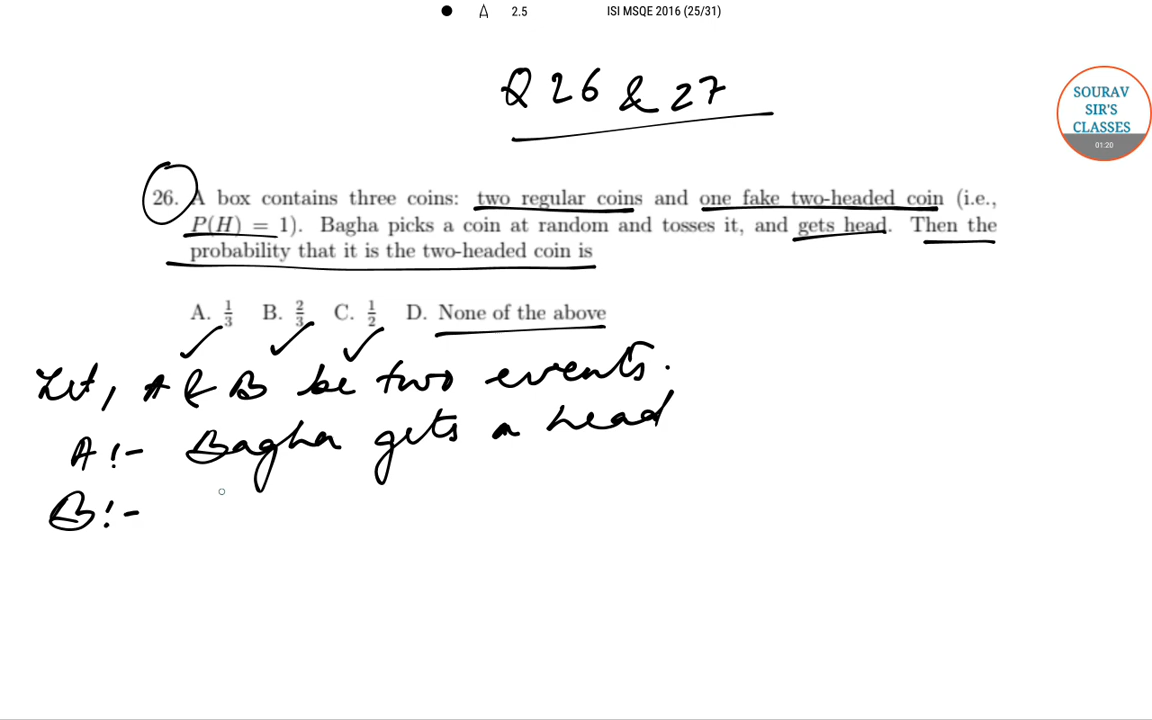 A 2.5 ISI MSQE 2016 (25/31)
Q 26 & 27
SOURAV
SIR'S
CLASSES
01:20
26. A box contains three coins: two regular coins and one fake two-headed coin (i.e.,
P(H) = 1). Bagha picks a coin at random and tosses it, and gets head. Then the
probability that it is the two-headed coin is
A. 1/3 B. 2/3 C. 1/2 D. None of the above
Let, A & B be two events.
A :- Bagha gets a head
B :-